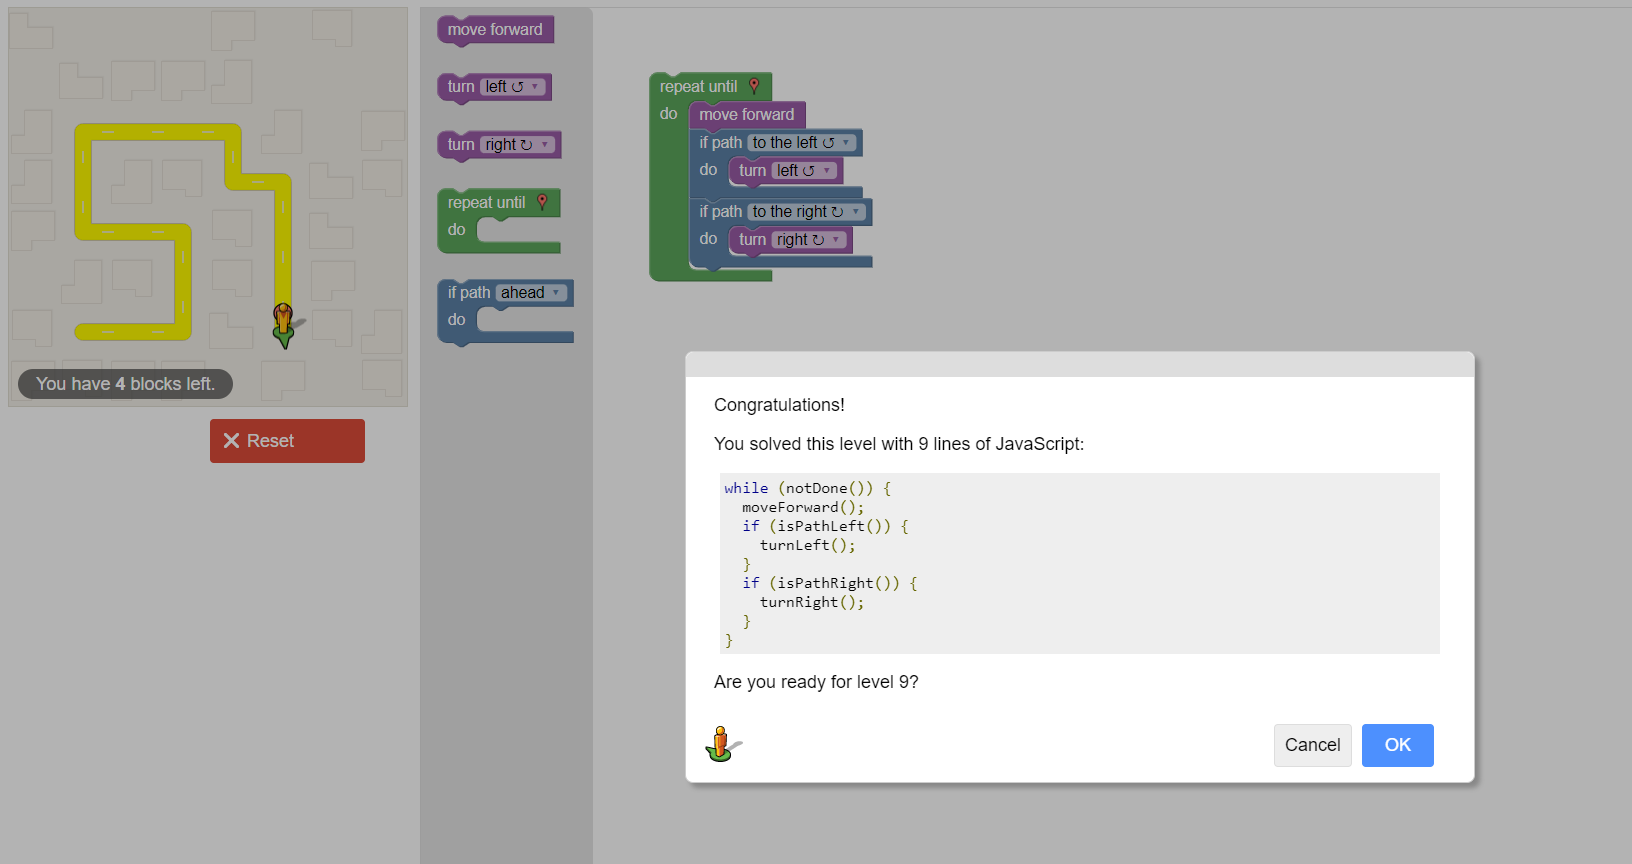 You have 4 blocks left.
Reset
move forward
turn left ↺ ▾
turn right ↻ ▾
repeat until
do
if path ahead ▾
do
repeat until
do
move forward
if path to the left ↺ ▾
do turn left ↺ ▾
if path to the right ↻ ▾
do turn right ↻ ▾
Congratulations!
You solved this level with 9 lines of JavaScript:
while (notDone()) {
  moveForward();
  if (isPathLeft()) {
    turnLeft();
  }
  if (isPathRight()) {
    turnRight();
  }
}
Are you ready for level 9?
Cancel
OK